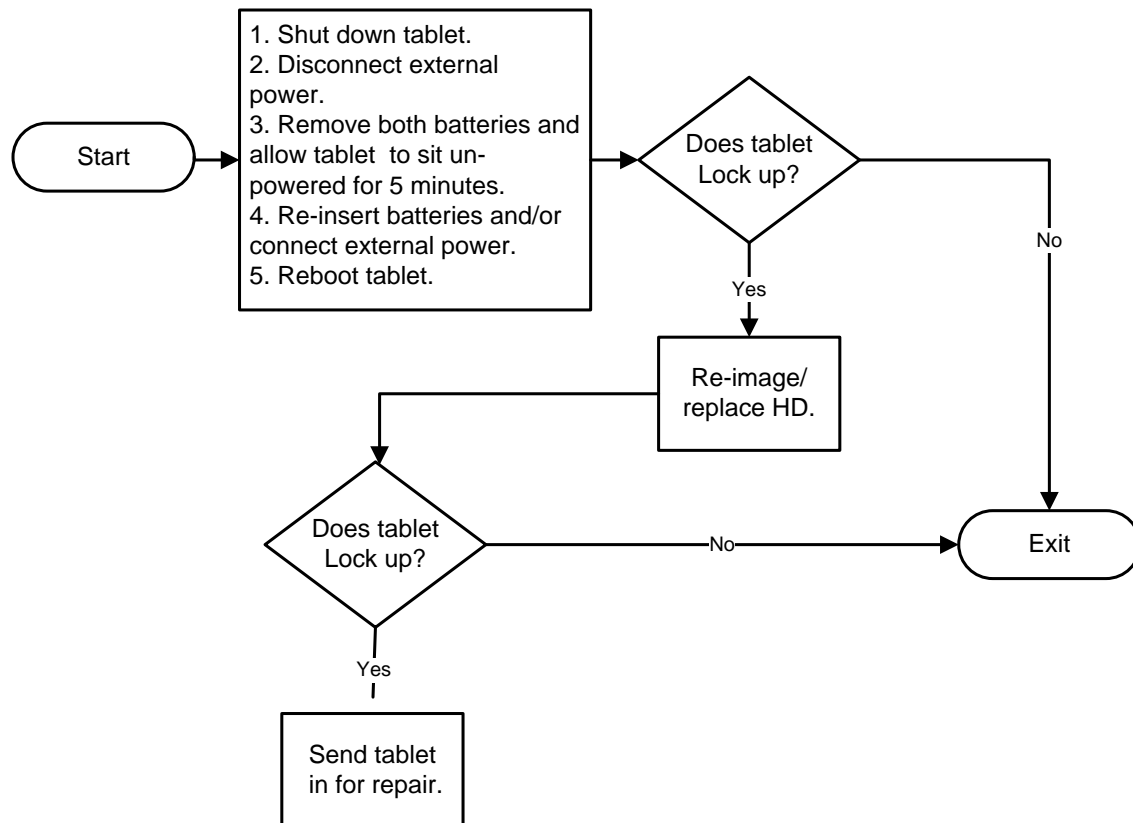 Start
1. Shut down tablet.
2. Disconnect external
power.
3. Remove both batteries and
allow tablet  to sit un-
powered for 5 minutes.
4. Re-insert batteries and/or
connect external power.
5. Reboot tablet.
Does tablet
Lock up?
No
Yes
Re-image/
replace HD.
Does tablet
Lock up?
No
Exit
Yes
Send tablet
in for repair.